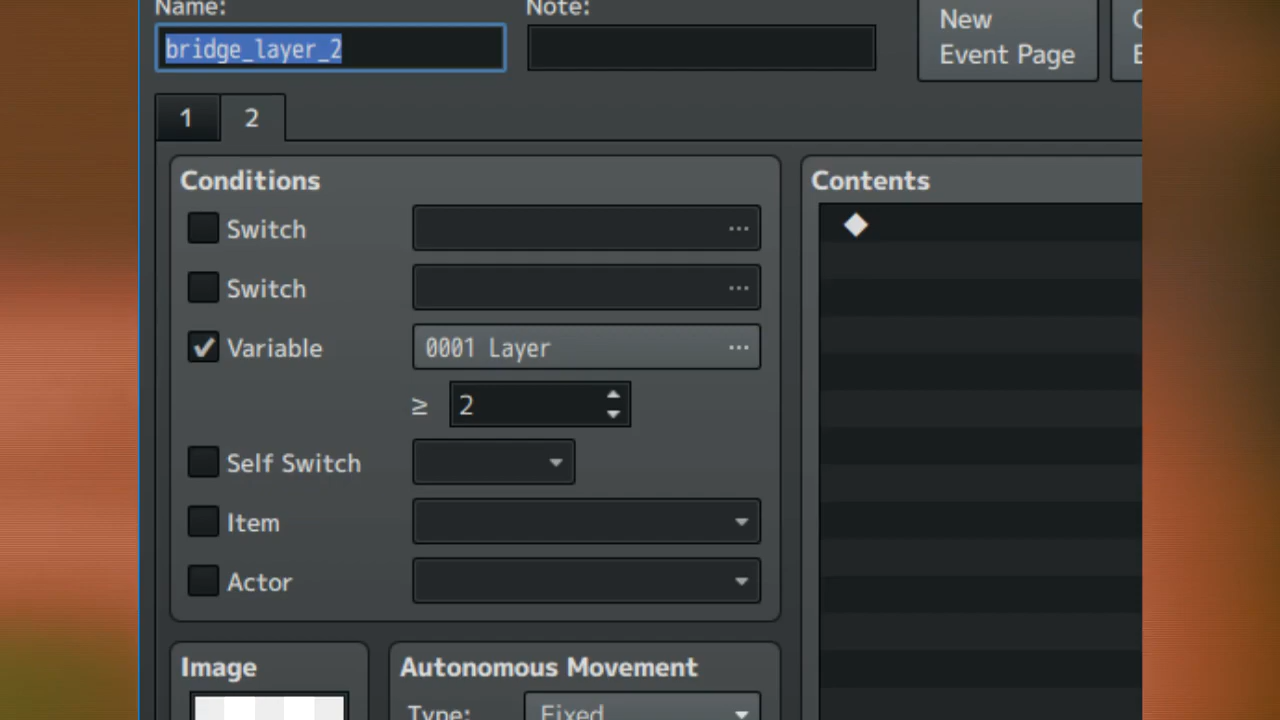 Name:
Note:
bridge_layer_2
New
Event Page
1
2
Conditions
Contents
Switch
...
Switch
...
Variable
0001 Layer
...
≥
2
Self Switch
Item
Actor
Image
Autonomous Movement
Type:
Fixed